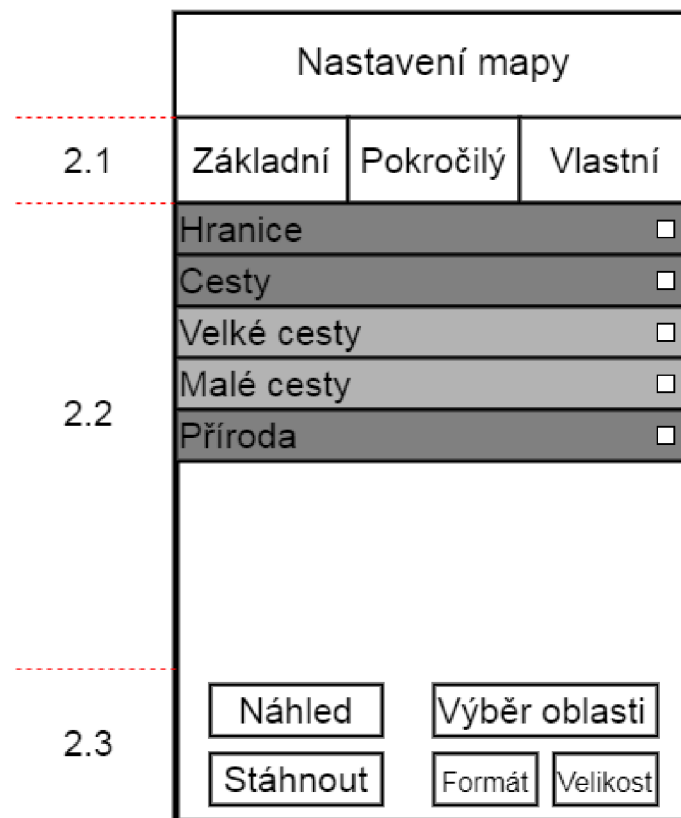 Nastavení mapy
2.1
Základní Pokročilý Vlastní
Hranice
Cesty
Velké cesty
Malé cesty
2.2
Příroda
Náhled Výběr oblasti
2.3
Stáhnout Formát Velikost